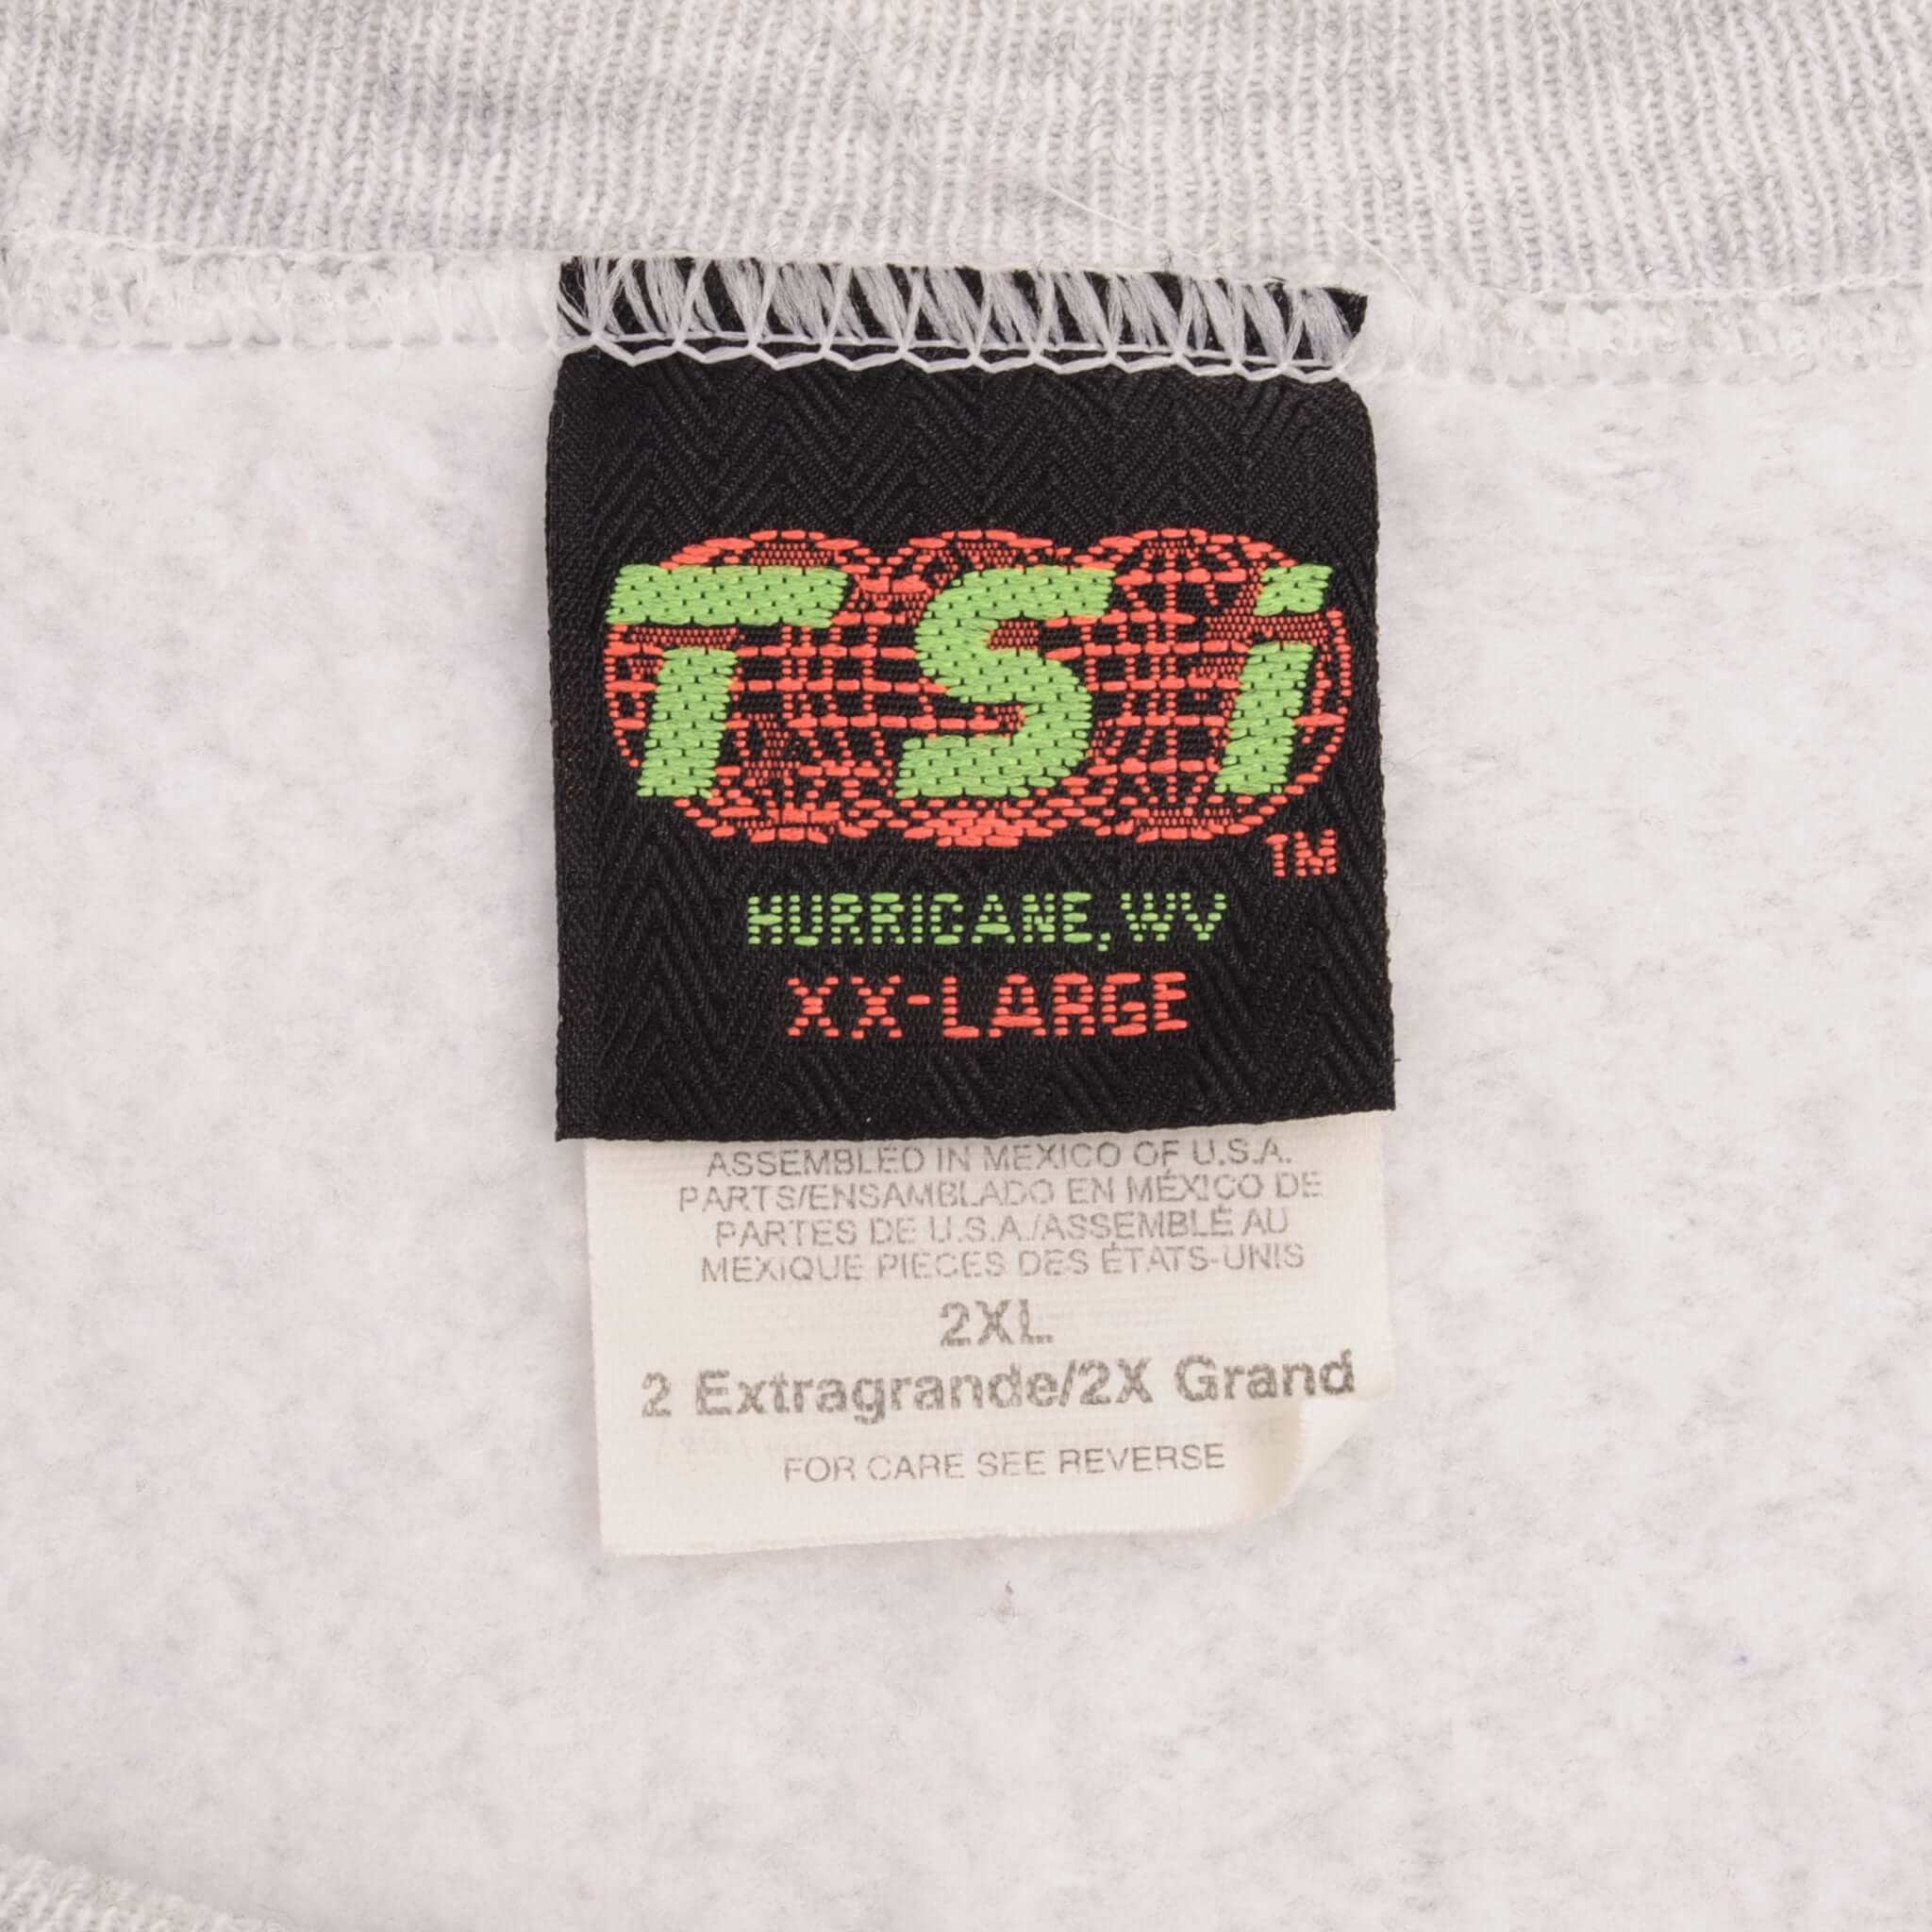 TSi
TM
HURRICANE, WV
XX-LARGE
ASSEMBLED IN MEXICO OF U.S.A.
PARTS/ENSAMBLADO EN MÉXICO DE
PARTES DE U.S.A./ASSEMBLÉ AU
MEXIQUE PIECES DES ÉTATS-UNIS
2XL
2 Extragrande/2X Grand
FOR CARE SEE REVERSE